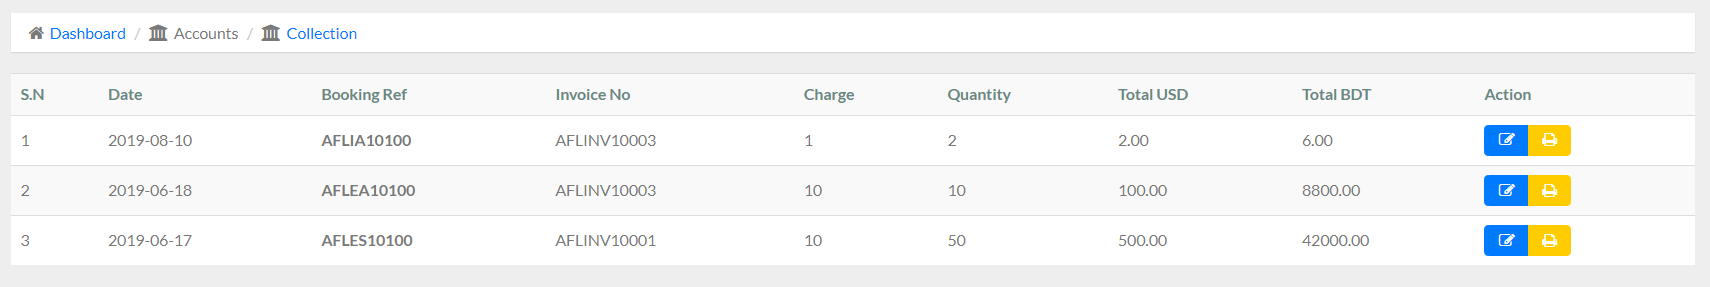 Dashboard / Accounts / Collection
S.N Date Booking Ref Invoice No Charge Quantity Total USD Total BDT Action
1 2019-08-10 AFLIA10100 AFLINV10003 1 2 2.00 6.00
2 2019-06-18 AFLEA10100 AFLINV10003 10 10 100.00 8800.00
3 2019-06-17 AFLES10100 AFLINV10001 10 50 500.00 42000.00